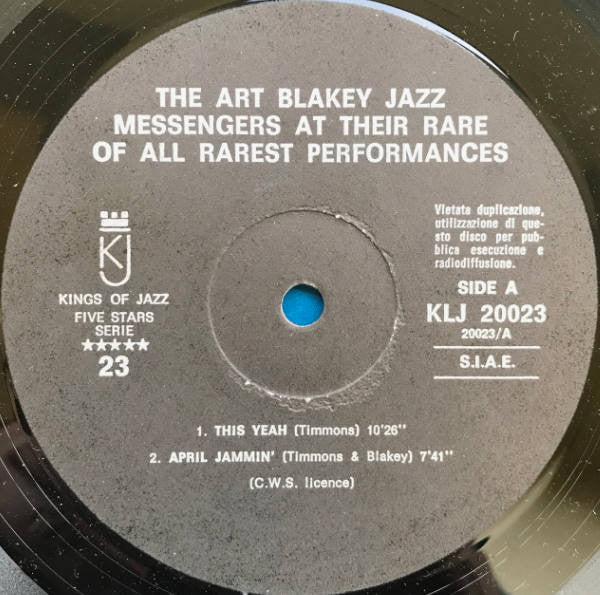 THE ART BLAKEY JAZZ
MESSENGERS AT THEIR RARE
OF ALL RAREST PERFORMANCES
KJ
KINGS OF JAZZ
FIVE STARS
SERIE
★★★★★
23
Vietata duplicazione,
utilizzazione di que-
sto disco per pub-
blica esecuzione e
radiodiffusione.
SIDE A
KLJ 20023
20023/A
S.I.A.E.
1. THIS YEAH (Timmons) 10'26"
2. APRIL JAMMIN' (Timmons & Blakey) 7'41"
(C.W.S. licence)